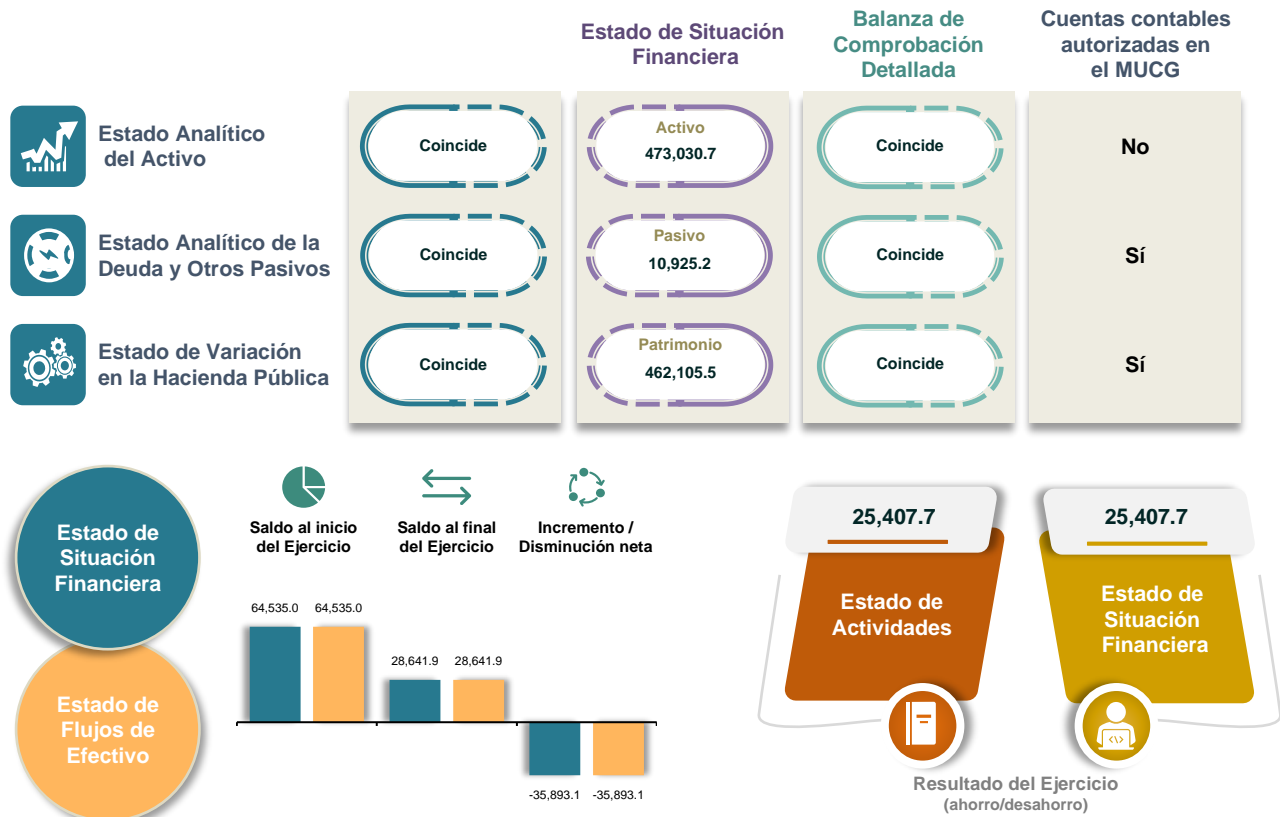 Estado de Situación
Financiera
Balanza de
Comprobación
Detallada
Cuentas contables
autorizadas en
el MUCG
Estado Analítico
del Activo
Coincide
Activo
473,030.7
Coincide
No
Estado Analítico de la
Deuda y Otros Pasivos
Coincide
Pasivo
10,925.2
Coincide
Sí
Estado de Variación
en la Hacienda Pública
Coincide
Patrimonio
462,105.5
Coincide
Sí
Estado de
Situación
Financiera
Estado de
Flujos de
Efectivo
Saldo al inicio
del Ejercicio
Saldo al final
del Ejercicio
Incremento /
Disminución neta
64,535.0
64,535.0
28,641.9
28,641.9
-35,893.1
-35,893.1
25,407.7
Estado de
Actividades
25,407.7
Estado de
Situación
Financiera
Resultado del Ejercicio
(ahorro/desahorro)